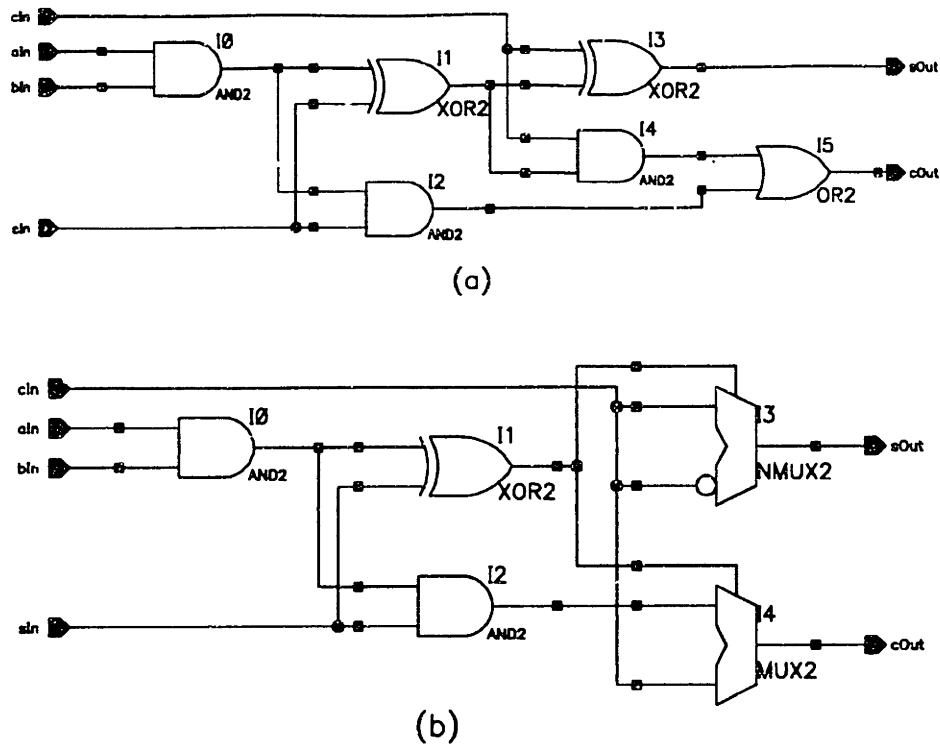 cIn
aIn
bIn
cIn
I0
AND2
I1
XOR2
I2
AND2
I3
XOR2
I4
AND2
I5
OR2
sOut
cOut
(a)
cIn
aIn
bIn
sIn
I0
AND2
I1
XOR2
I2
AND2
I3
NMUX2
I4
MUX2
sOut
cOut
(b)